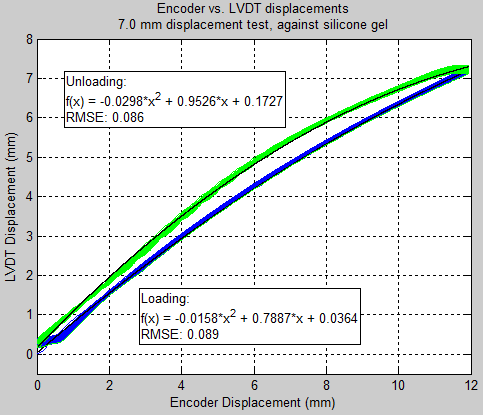 Encoder vs. LVDT displacements
7.0 mm displacement test, against silicone gel
8
7
6
5
4
3
2
1
0
LVDT Displacement (mm)
Unloading:
f(x) = -0.0298*x² + 0.9526*x + 0.1727
RMSE: 0.086
Loading:
f(x) = -0.0158*x² + 0.7887*x + 0.0364
RMSE: 0.089
0 2 4 6 8 10 12
Encoder Displacement (mm)